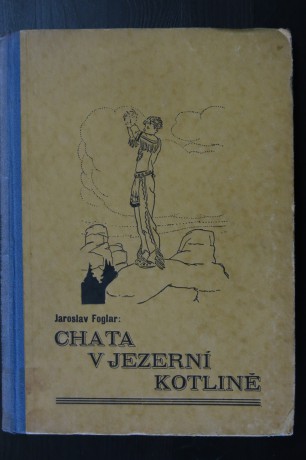 Jaroslav Foglar:
CHATA
V JEZERNÍ
KOTLINĚ